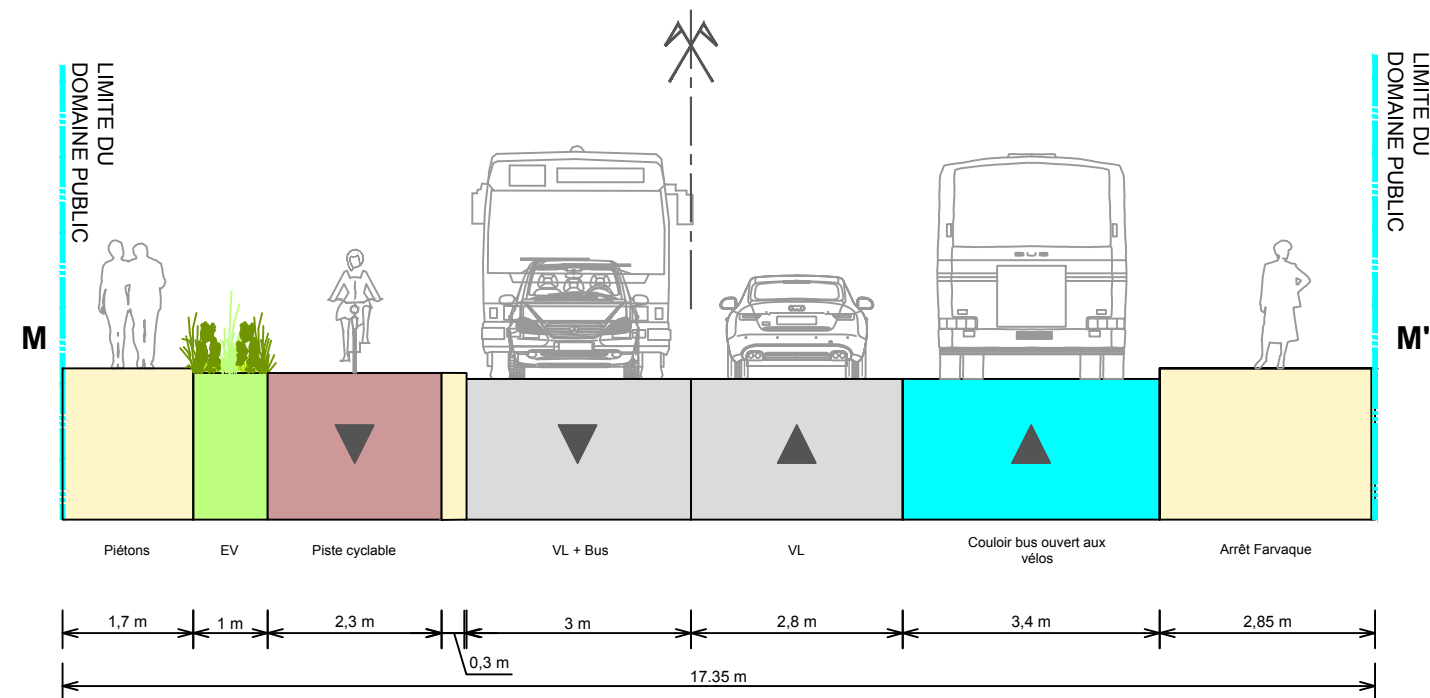 LIMITE DU
DOMAINE PUBLIC
LIMITE DU
DOMAINE PUBLIC
M
M'
Piétons
EV
Piste cyclable
VL + Bus
VL
Couloir bus ouvert aux
vélos
Arrêt Farvaque
1,7 m
1 m
2,3 m
0,3 m
3 m
2,8 m
3,4 m
2,85 m
17.35 m